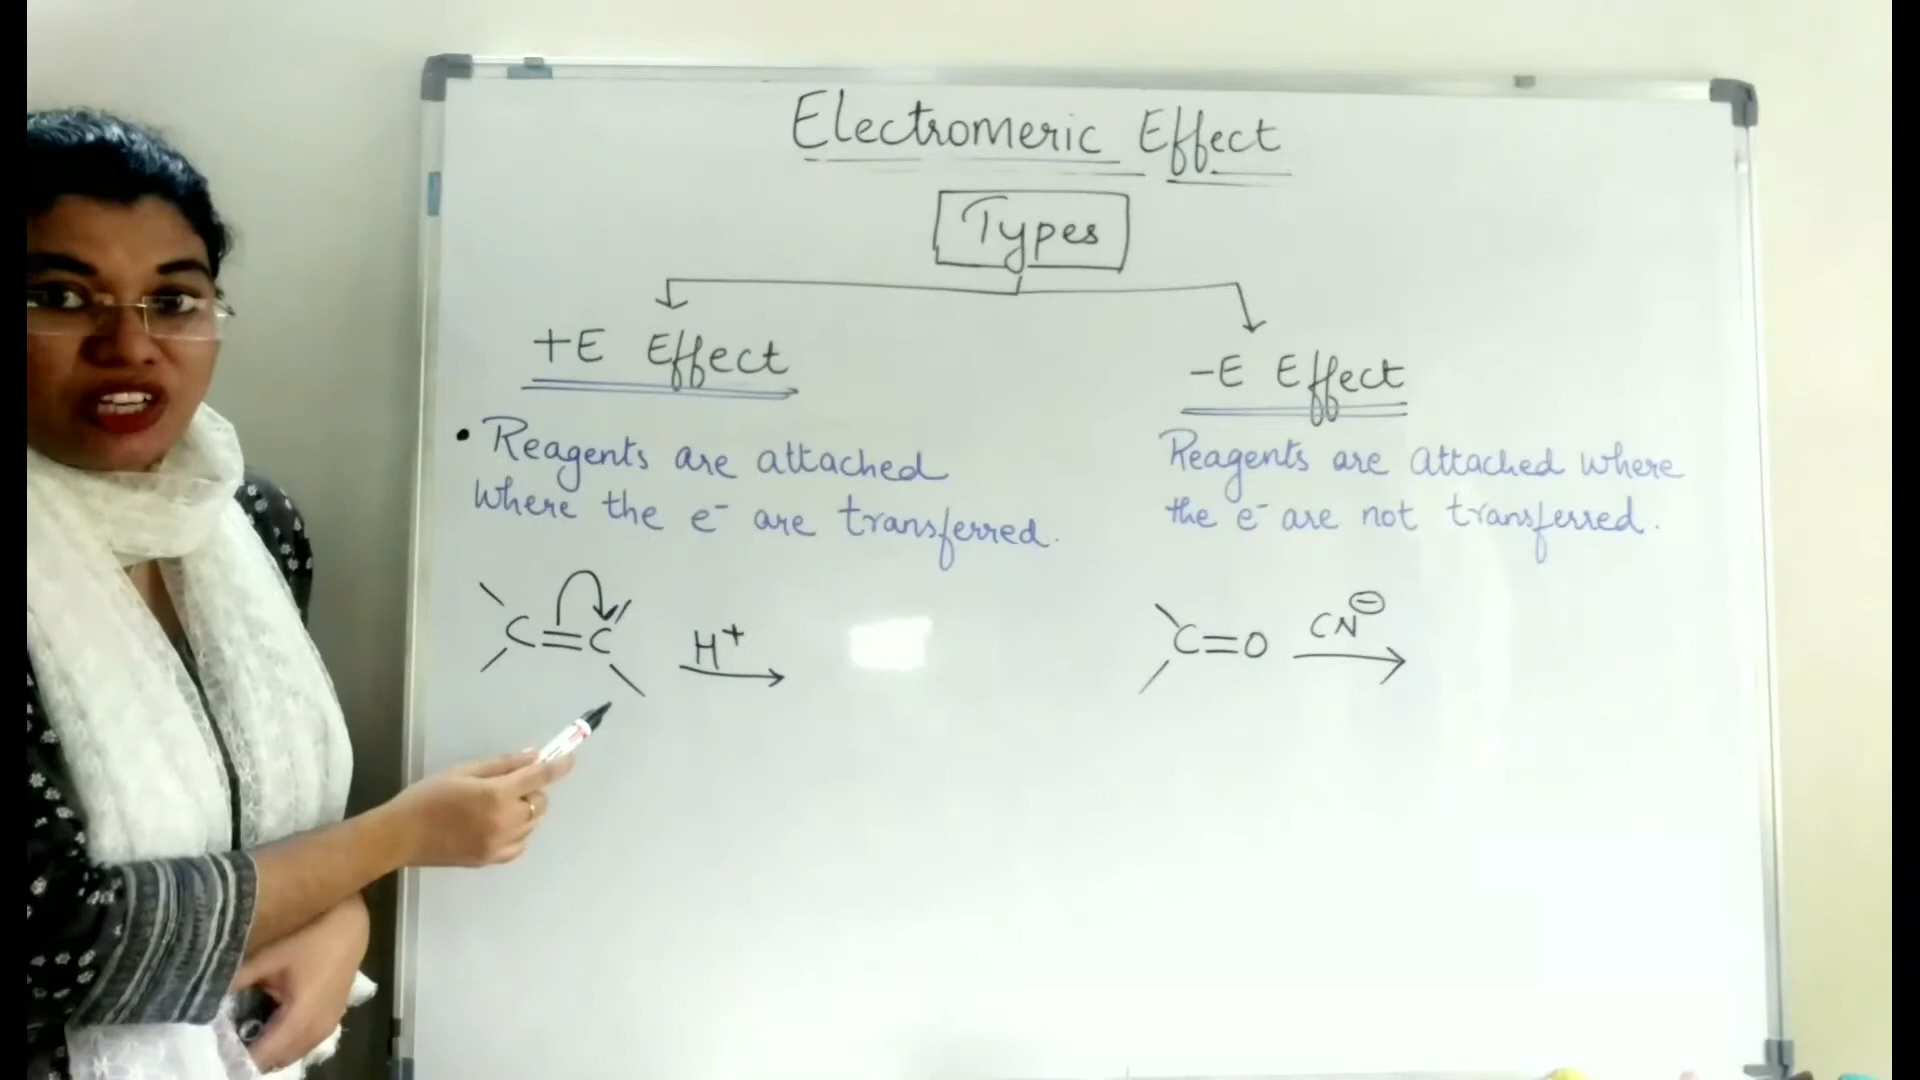 Electromeric Effect
Types
+E Effect
-E Effect
• Reagents are attached
where the e⁻ are transferred.
Reagents are attached where
the e⁻ are not transferred.
C=C H⁺
C=O CN⊖